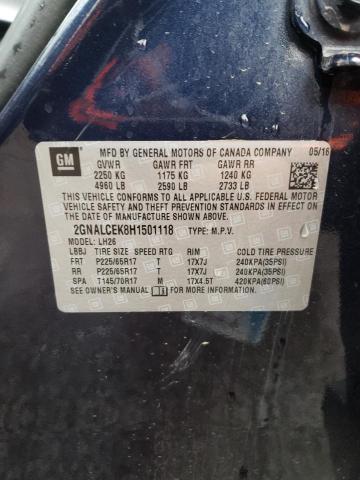 GM
MFD BY GENERAL MOTORS OF CANADA COMPANY 05/16
GVWR GAWR FRT GAWR RR
2250 KG 1175 KG 1240 KG
4960 LB 2590 LB 2733 LB
THIS VEHICLE CONFORMS TO ALL APPLICABLE U.S.
FEDERAL MOTOR VEHICLE SAFETY, BUMPER, AND THEFT
PREVENTION STANDARDS IN EFFECT ON THE DATE OF
MANUFACTURE SHOWN ABOVE.
2GNALCEK8H1501118 TYPE: M.P.V.
MODEL: LH26
LBBJ TIRE SIZE SPEED RTG RIM COLD TIRE PRESSURE
FRT P225/65R17 T 17X7J 240KPA(35PSI)
RR P225/65R17 T 17X7J 240KPA(35PSI)
SPA T145/70R17 M 17X4.5T 420KPA(60PSI)
SEE OWNER'S MANUAL FOR ADDITIONAL INFORMATION.